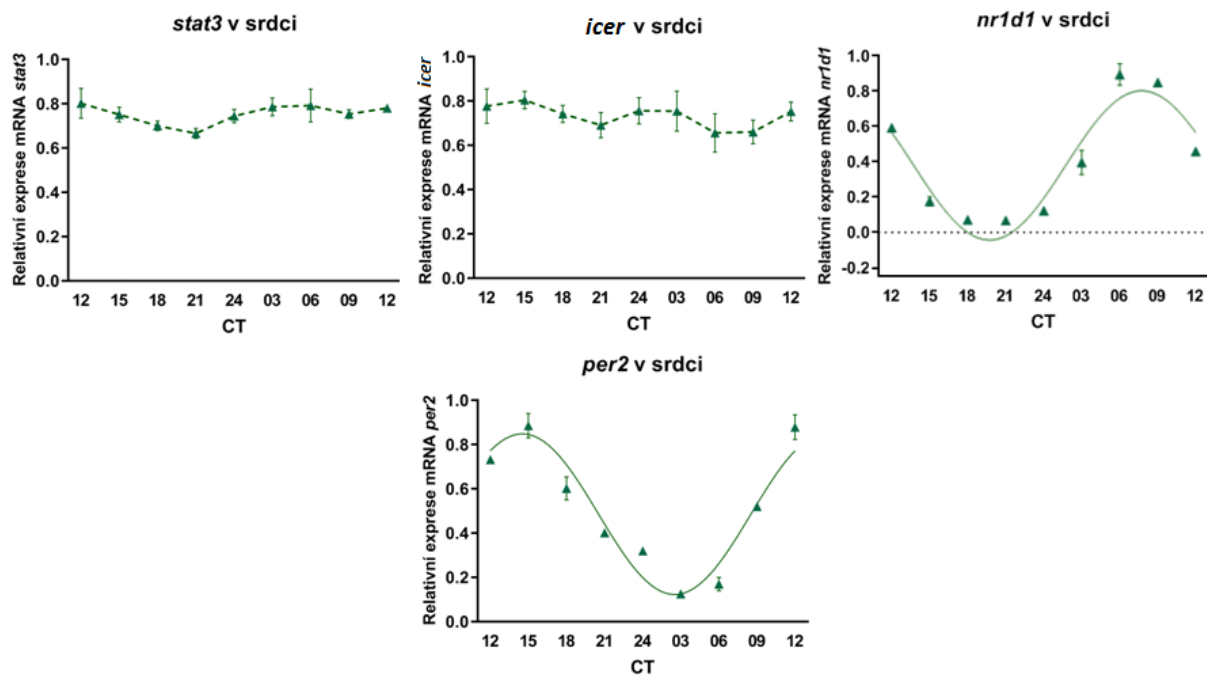 stat3 v srdci
Relativní exprese mRNA stat3
1.0
0.8
0.6
0.4
0.2
0.0
12 15 18 21 24 03 06 09 12
CT
icer v srdci
Relativní exprese mRNA icer
1.0
0.8
0.6
0.4
0.2
0.0
12 15 18 21 24 03 06 09 12
CT
nr1d1 v srdci
Relativní exprese mRNA nr1d1
1.0
0.8
0.6
0.4
0.2
0.0
-0.2
12 15 18 21 24 03 06 09 12
CT
per2 v srdci
Relativní exprese mRNA per2
1.0
0.8
0.6
0.4
0.2
0.0
12 15 18 21 24 03 06 09 12
CT